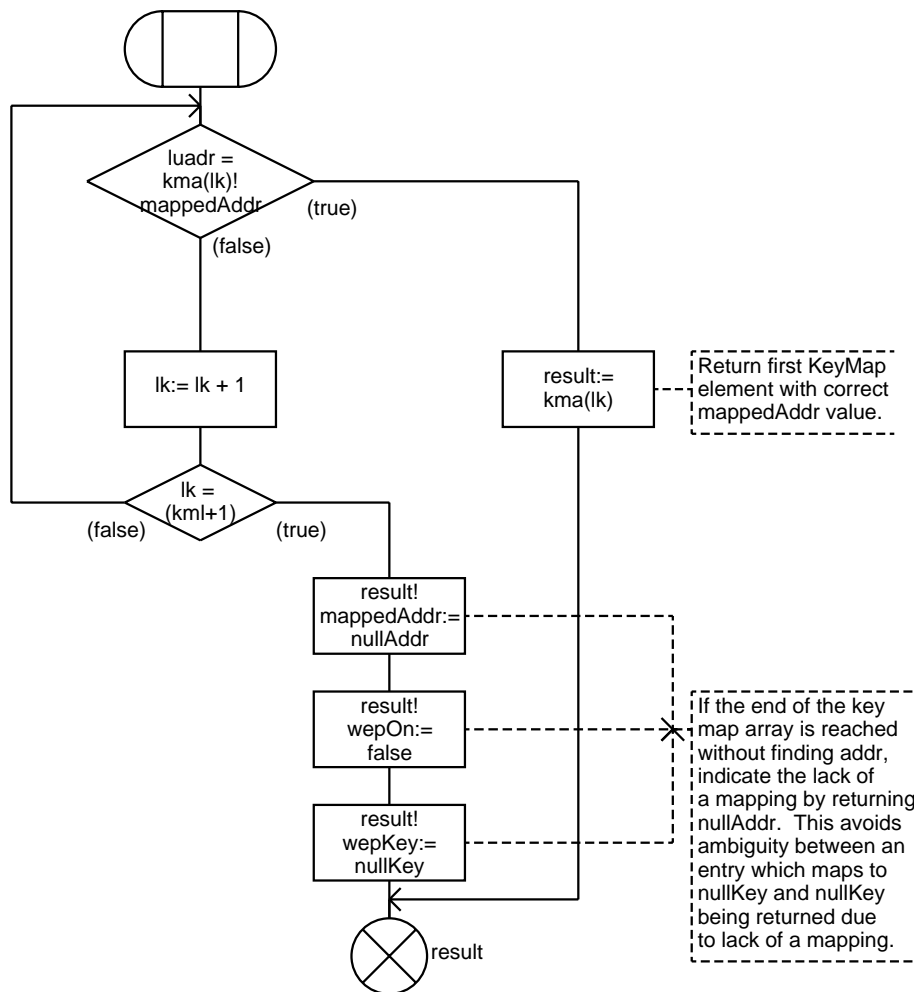 luadr =
kma(lk)!
mappedAddr
(true)
(false)
lk:= lk + 1
result:=
kma(lk)
Return first KeyMap
element with correct
mappedAddr value.
lk =
(kml+1)
(false)
(true)
result!
mappedAddr:=
nullAddr
result!
wepOn:=
false
result!
wepKey:=
nullKey
If the end of the key
map array is reached
without finding addr,
indicate the lack of
a mapping by returning
nullAddr.  This avoids
ambiguity between an
entry which maps to
nullKey and nullKey
being returned due
to lack of a mapping.
result